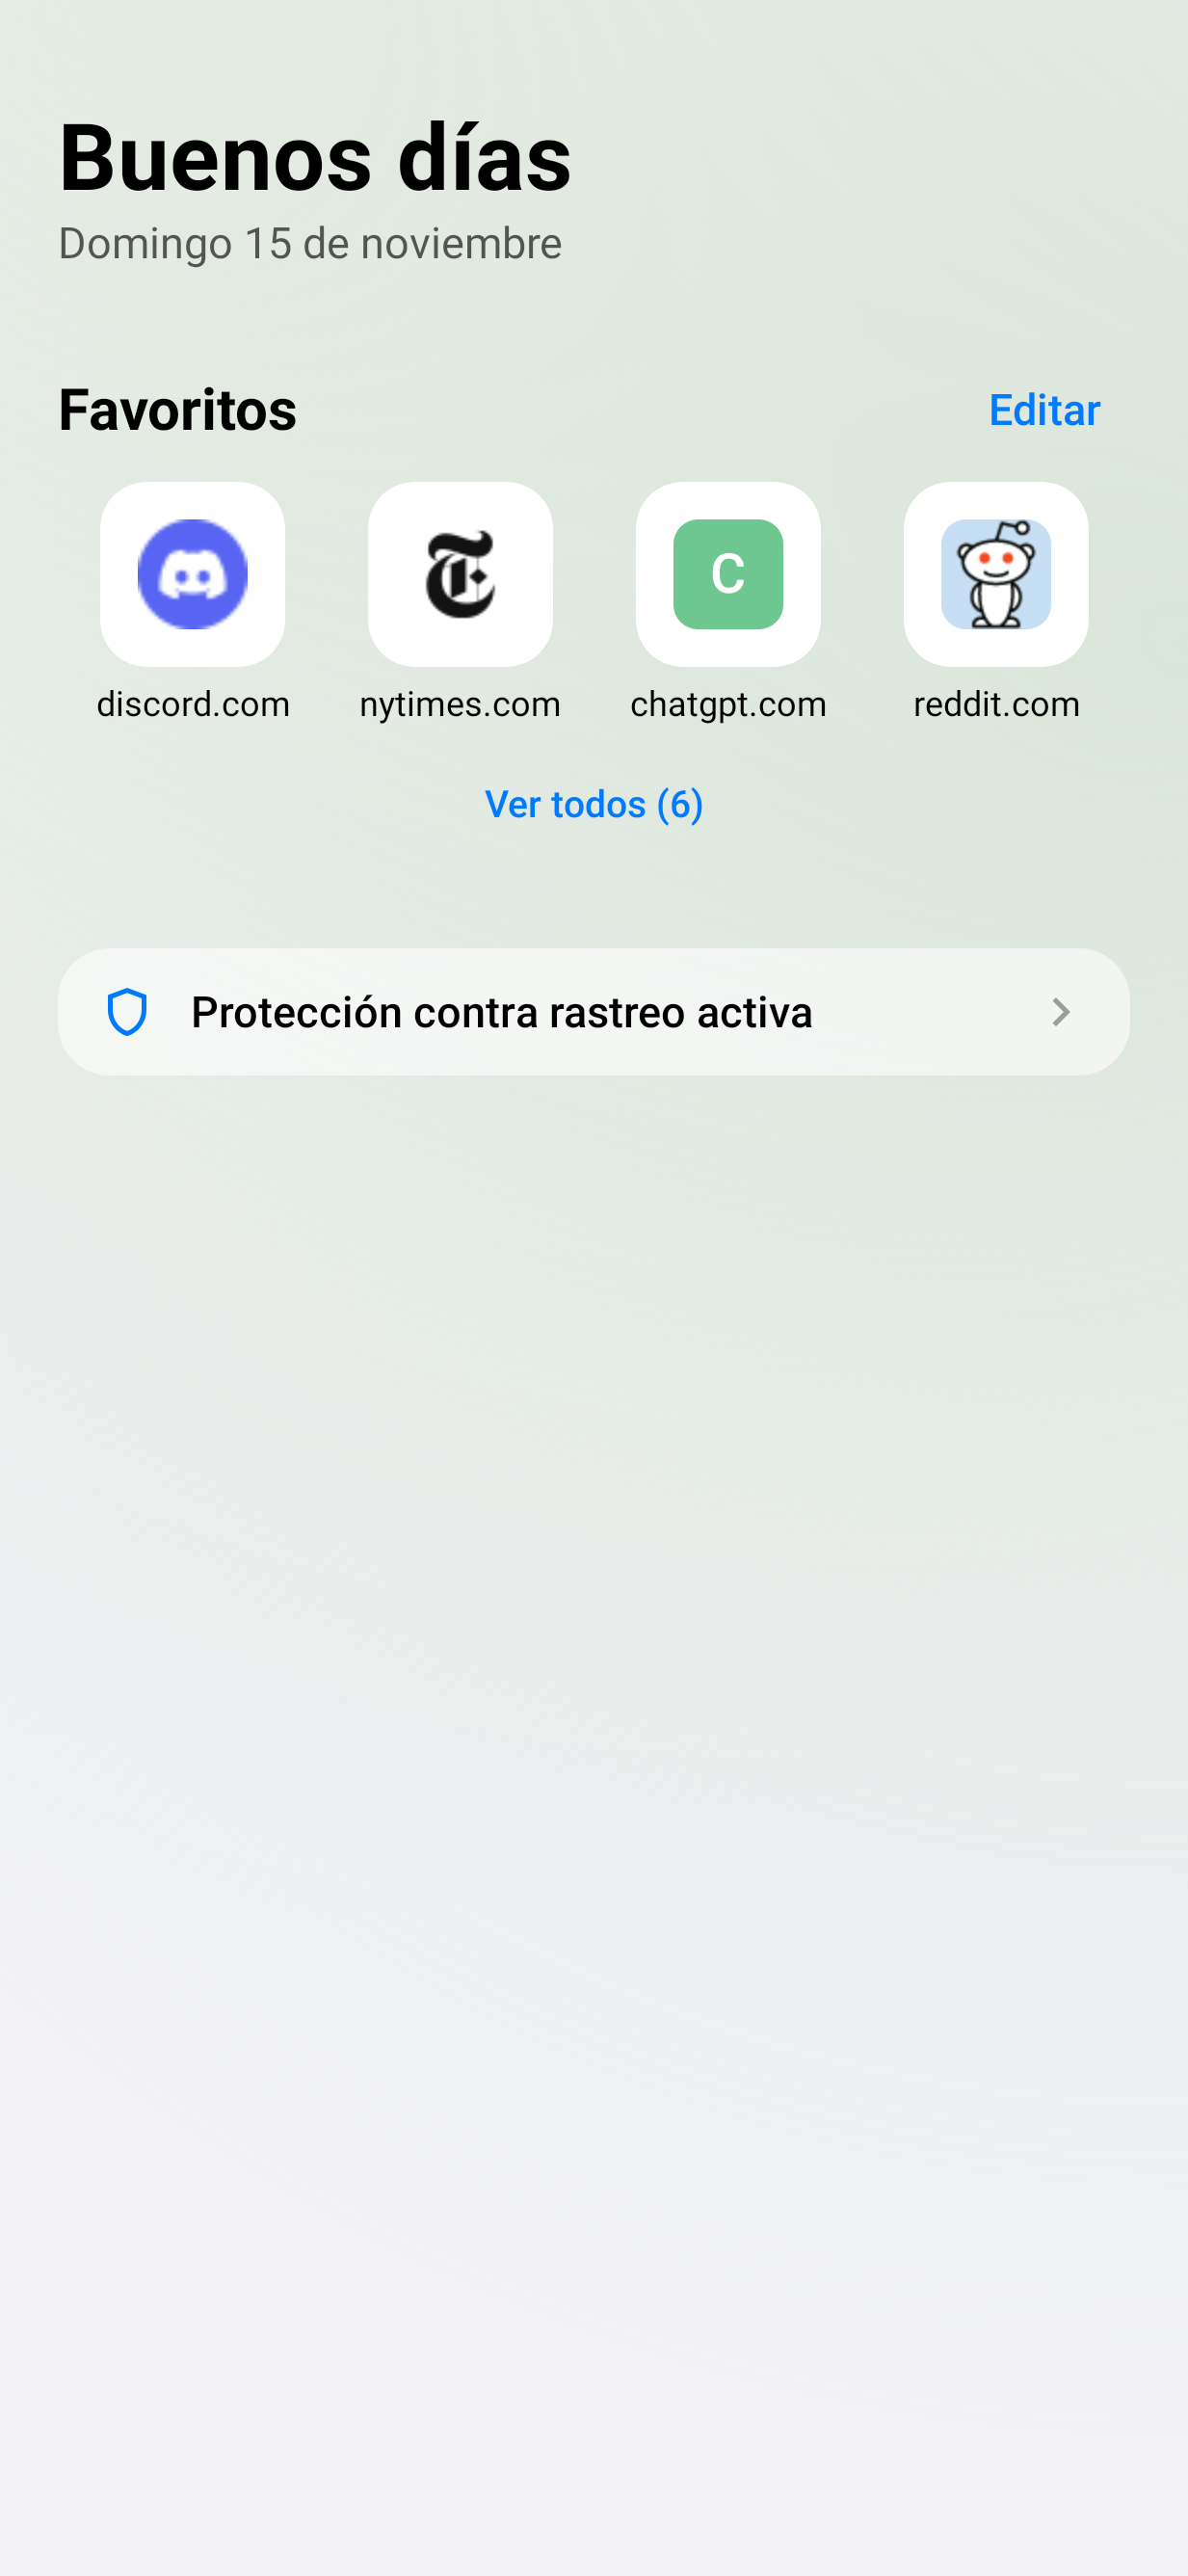 Buenos días
Domingo 15 de noviembre
Favoritos
Editar
C
discord.com
nytimes.com
chatgpt.com
reddit.com
Ver todos (6)
Protección contra rastreo activa